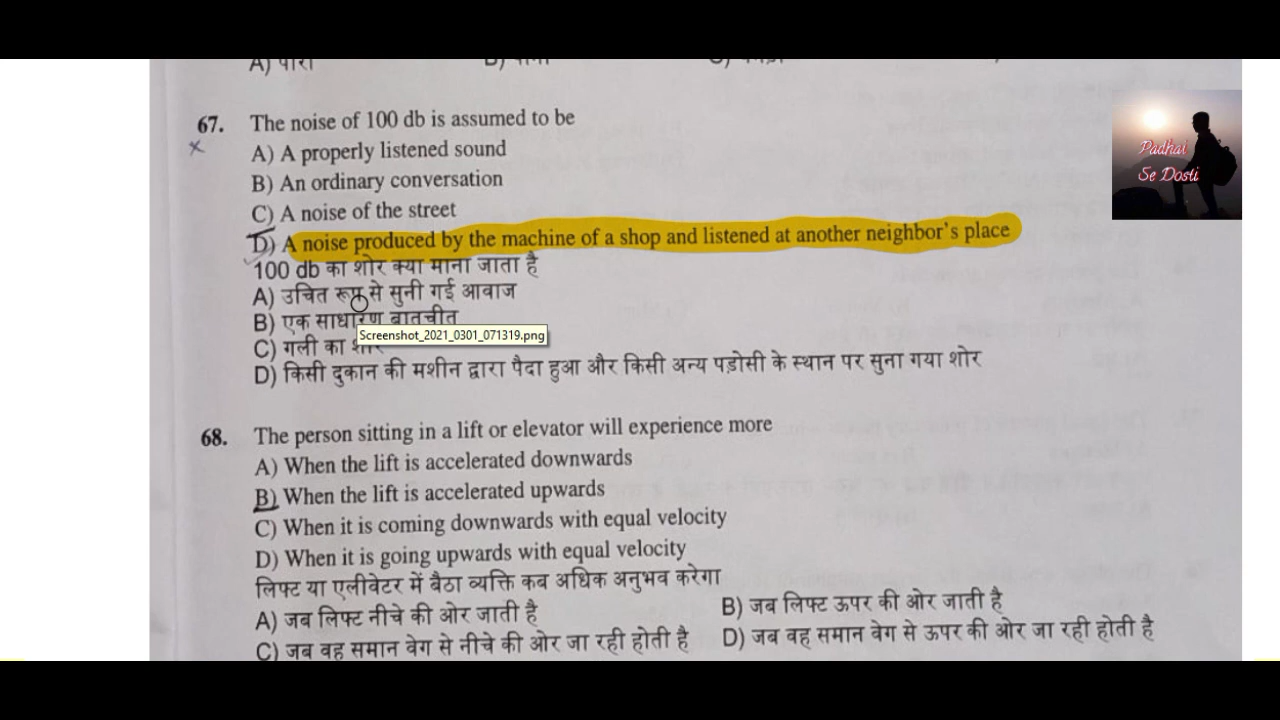 67. The noise of 100 db is assumed to be
A) A properly listened sound
B) An ordinary conversation
C) A noise of the street
D) A noise produced by the machine of a shop and listened at another neighbor's place
100 db का शोर क्या माना जाता है
A) उचित रूप से सुनी गई आवाज
B) एक साधारण बातचीत
Screenshot_2021_0301_071319.png
C) गली का शोर
D) किसी दुकान की मशीन द्वारा पैदा हुआ और किसी अन्य पड़ोसी के स्थान पर सुना गया शोर
68. The person sitting in a lift or elevator will experience more
A) When the lift is accelerated downwards
B) When the lift is accelerated upwards
C) When it is coming downwards with equal velocity
D) When it is going upwards with equal velocity
लिफ्ट या एलीवेटर में बैठा व्यक्ति कब अधिक अनुभव करेगा
A) जब लिफ्ट नीचे की ओर जाती है B) जब लिफ्ट ऊपर की ओर जाती है
C) जब वह समान वेग से नीचे की ओर जा रही होती है D) जब वह समान वेग से ऊपर की ओर जा रही होती है
Padhai
Se Dosti